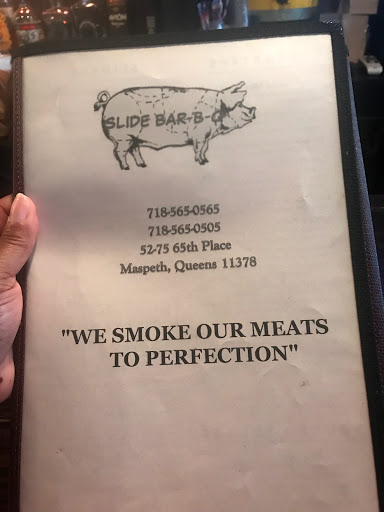 SLIDE BAR-B-Q
718-565-0565
718-565-0505
52-75 65th Place
Maspeth, Queens 11378
"WE SMOKE OUR MEATS
TO PERFECTION"